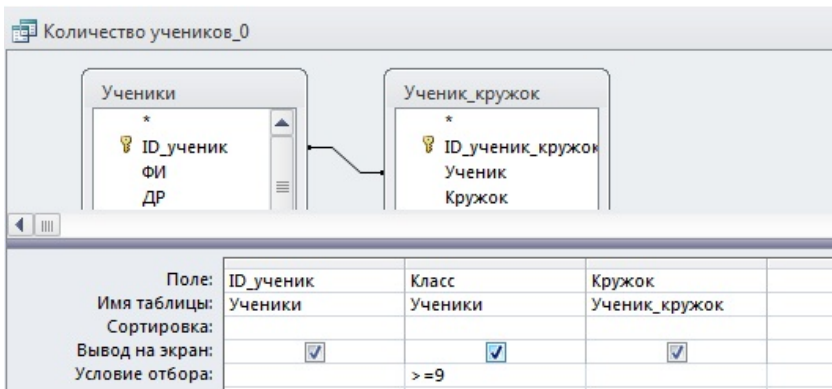 Количество учеников_0
Ученики Ученик_кружок
* *
ID_ученик ID_ученик_кружок
ФИ Ученик
ДР Кружок
Поле: ID_ученик Класс Кружок
Имя таблицы: Ученики Ученики Ученик_кружок
Сортировка:
Вывод на экран:
Условие отбора: >=9